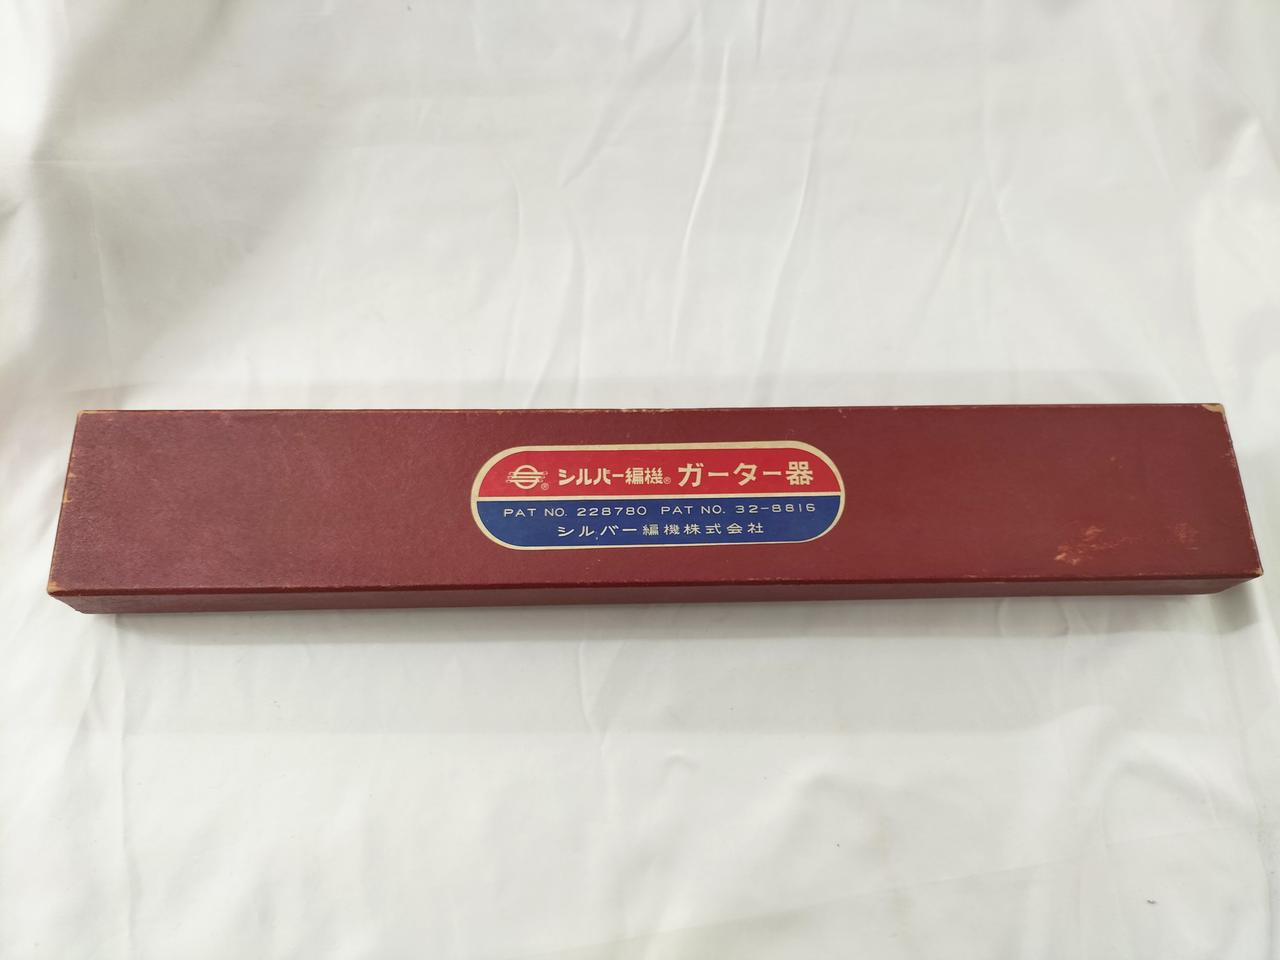 シルバー編機® ガーター器
PAT NO. 228780 PAT NO. 32-8816
シルバー編機株式会社